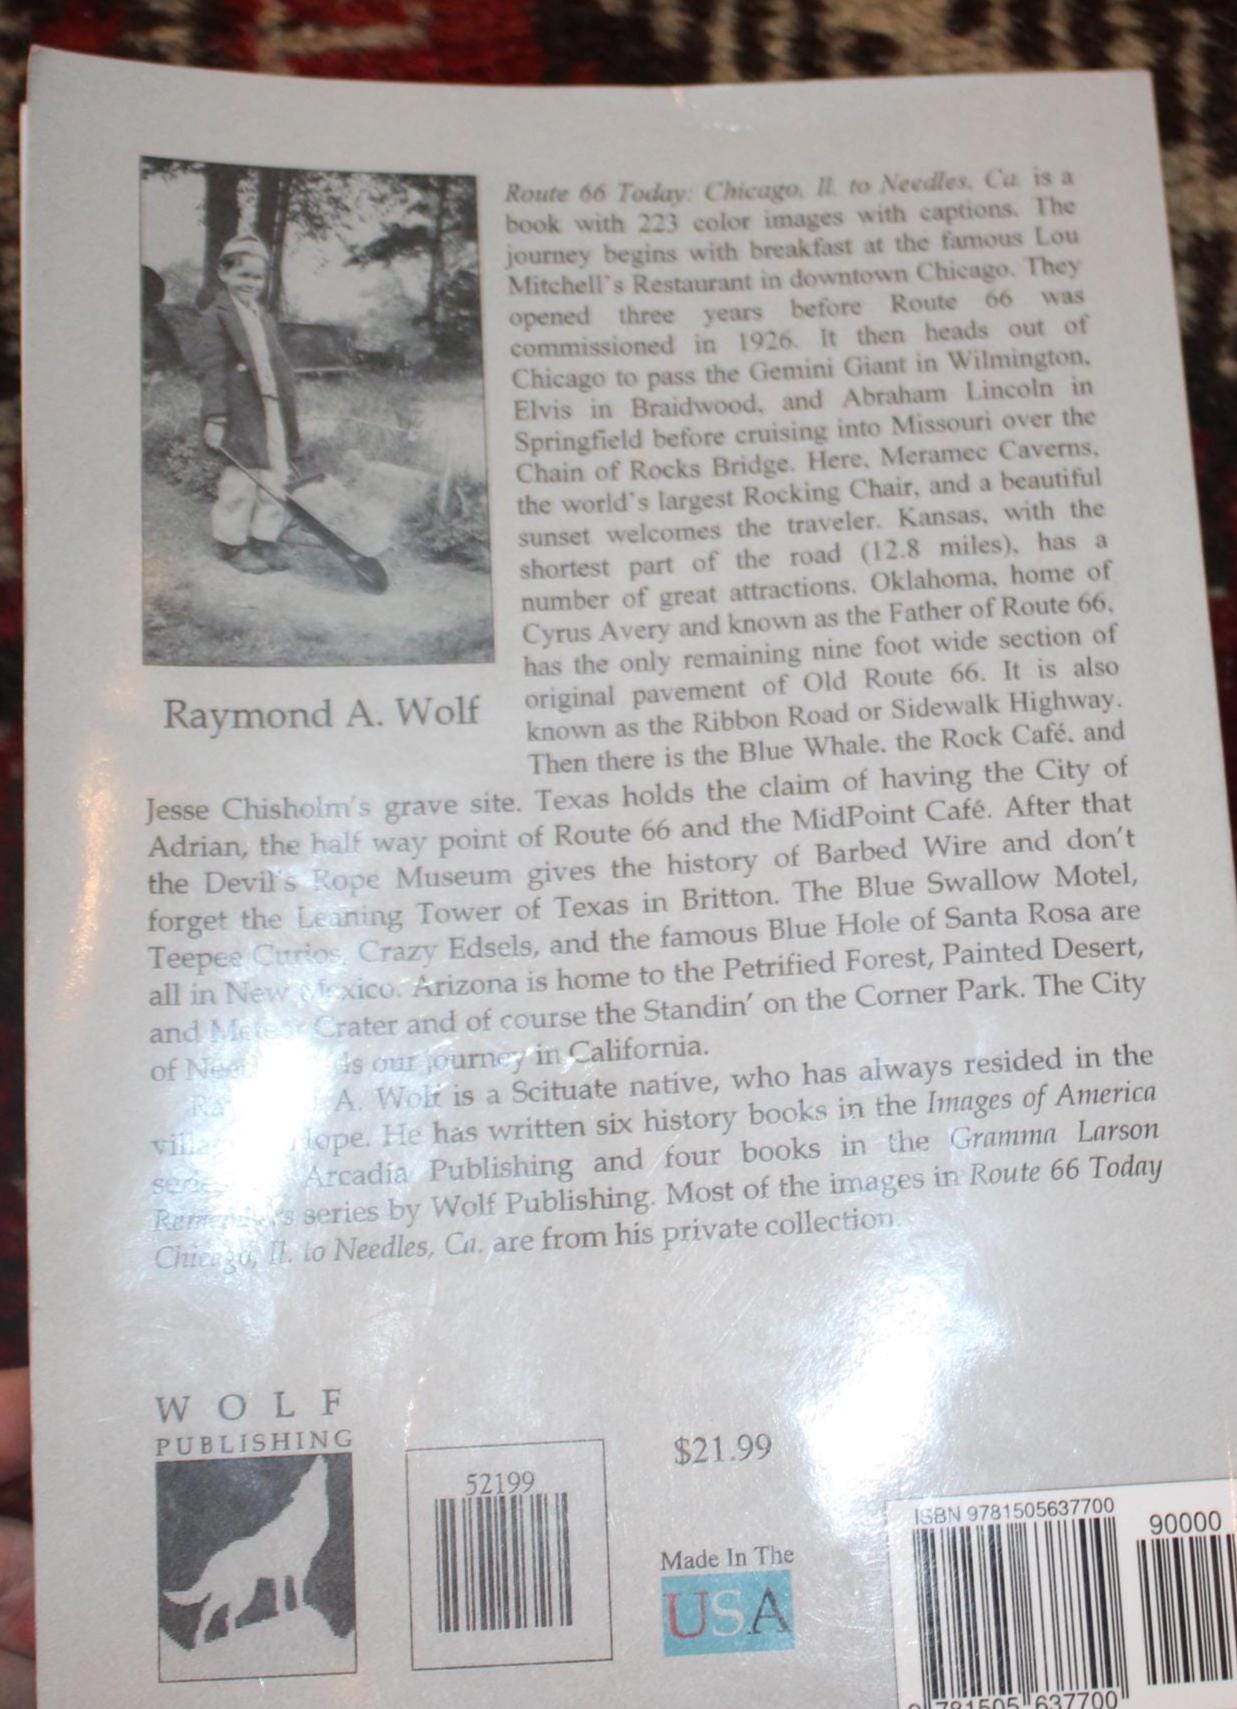 Route 66 Today: Chicago, Il. to Needles, Ca. is a
book with 223 color images with captions. The
journey begins with breakfast at the famous Lou
Mitchell's Restaurant in downtown Chicago. They
opened three years before Route 66 was
commissioned in 1926. It then heads out of
Chicago to pass the Gemini Giant in Wilmington,
Elvis in Braidwood, and Abraham Lincoln in
Springfield before cruising into Missouri over the
Chain of Rocks Bridge. Here, Meramec Caverns,
the world's largest Rocking Chair, and a beautiful
sunset welcomes the traveler. Kansas, with the
shortest part of the road (12.8 miles), has a
number of great attractions. Oklahoma, home of
Cyrus Avery and known as the Father of Route 66,
has the only remaining nine foot wide section of
original pavement of Old Route 66. It is also
known as the Ribbon Road or Sidewalk Highway.
Then there is the Blue Whale, the Rock Café, and
Raymond A. Wolf
Jesse Chisholm's grave site. Texas holds the claim of having the City of
Adrian, the half way point of Route 66 and the MidPoint Café. After that
the Devil's Rope Museum gives the history of Barbed Wire and don't
forget the Leaning Tower of Texas in Britton. The Blue Swallow Motel,
Teepee Curios, Crazy Edsels, and the famous Blue Hole of Santa Rosa are
all in New Mexico. Arizona is home to the Petrified Forest, Painted Desert,
and Meteor Crater and of course the Standin' on the Corner Park. The City
of our journey in California.
A. Wolf is a Scituate native, who has always resided in the
Hope. He has written six history books in the Images of America
Arcadia Publishing and four books in the Gramma Larson
Remembers series by Wolf Publishing. Most of the images in Route 66 Today
Chicago, Il. to Needles, Ca. are from his private collection.
WOLF
PUBLISHING
52199
$21.99
Made In The
USA
ISBN 9781505637700
90000
781505 637700